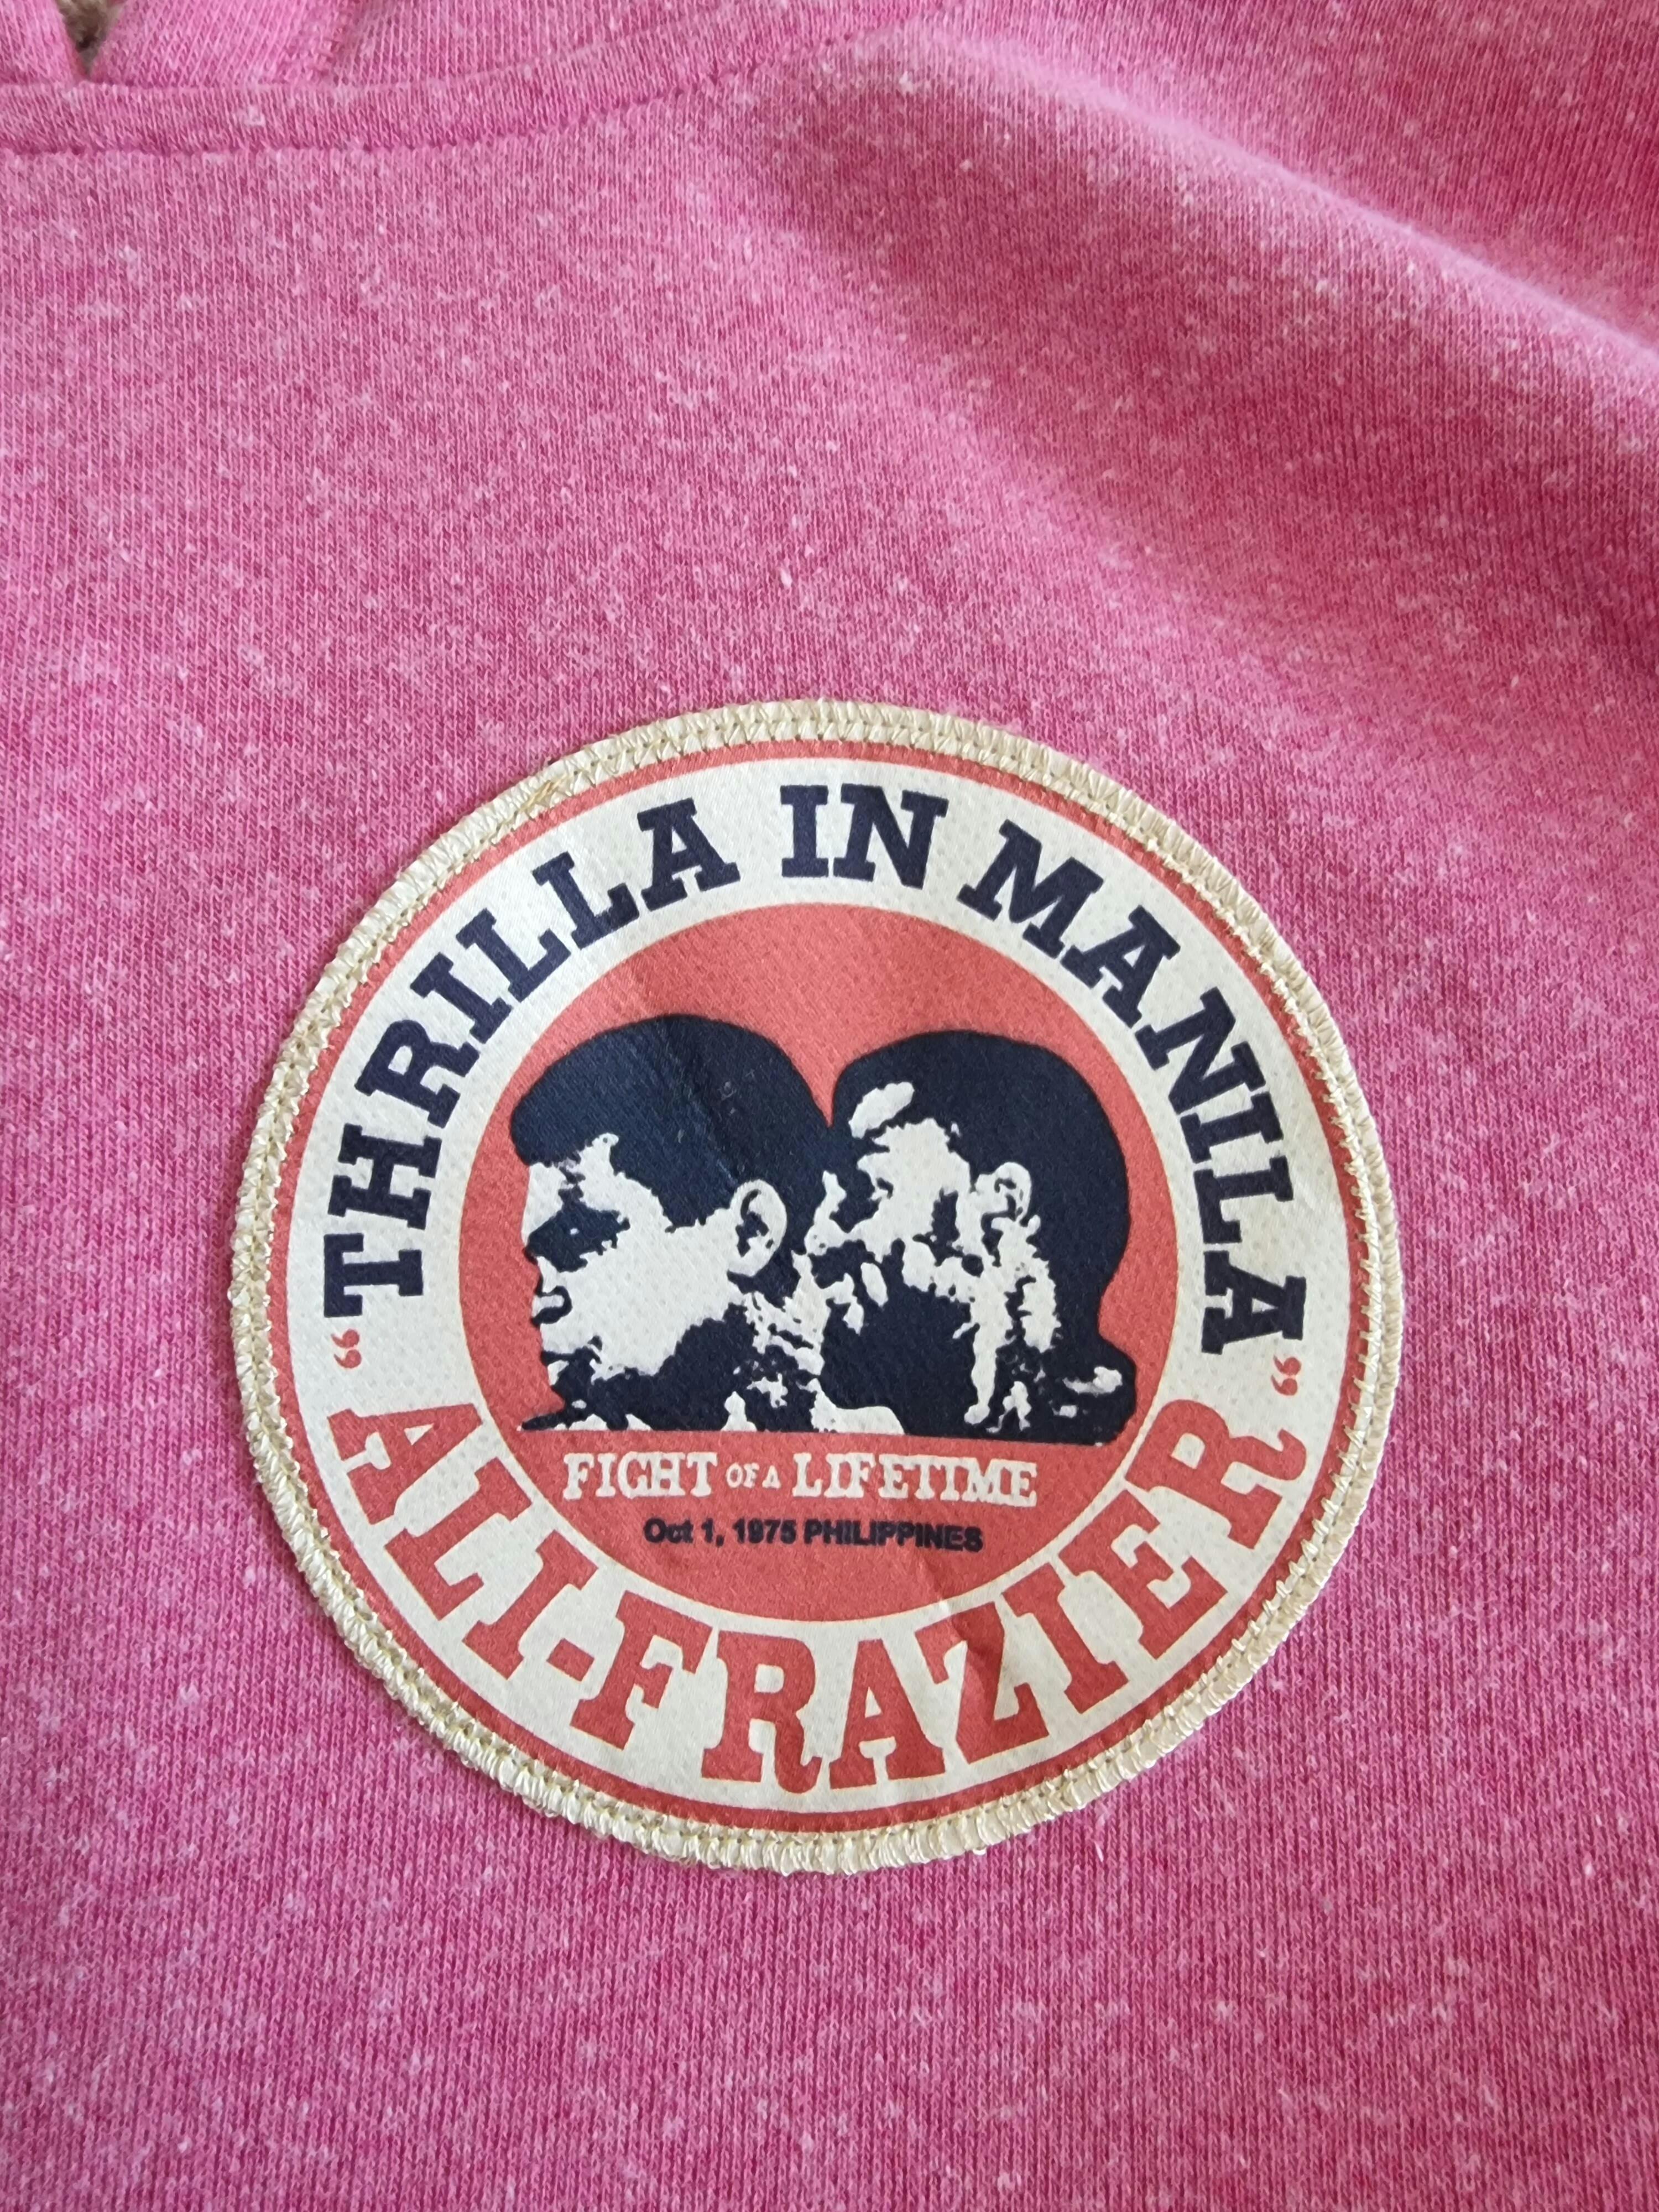 ”THRILLA IN MANILA”
FIGHT OF A LIFETIME
Oct 1, 1975 PHILIPPINES
ALI-FRAZIER